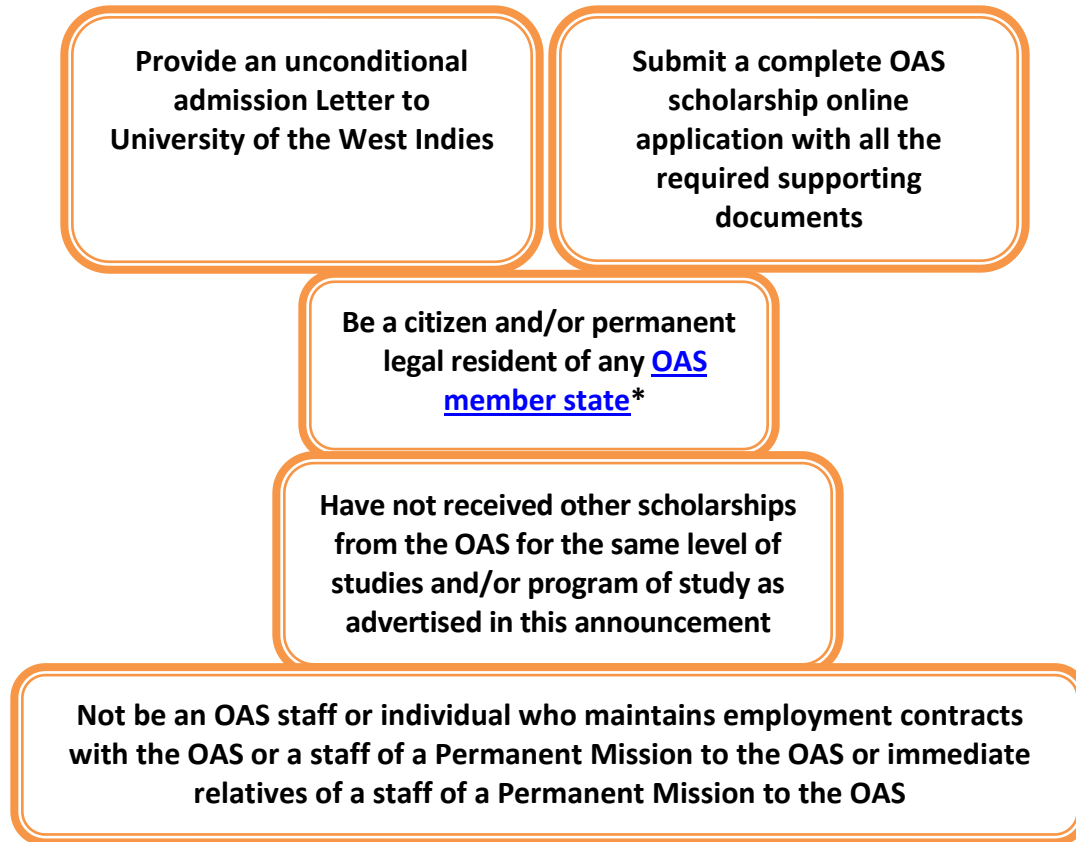 Provide an unconditional
admission Letter to
University of the West Indies
Submit a complete OAS
scholarship online
application with all the
required supporting
documents
Be a citizen and/or permanent
legal resident of any OAS
member state*
Have not received other scholarships
from the OAS for the same level of
studies and/or program of study as
advertised in this announcement
Not be an OAS staff or individual who maintains employment contracts
with the OAS or a staff of a Permanent Mission to the OAS or immediate
relatives of a staff of a Permanent Mission to the OAS